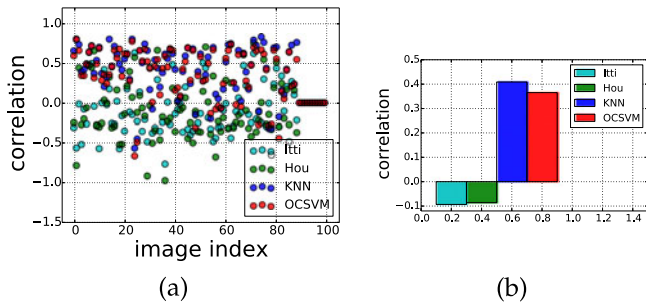 correlation
1.0
0.5
0.0
−0.5
−1.0
−1.5
0
20
40
60
80
100
image index
Itti
Hou
KNN
OCSVM
(a)
correlation
0.5
0.4
0.3
0.2
0.1
0.0
−0.1
0.0
0.2
0.4
0.6
0.8
1.0
1.2
1.4
Itti
Hou
KNN
OCSVM
(b)